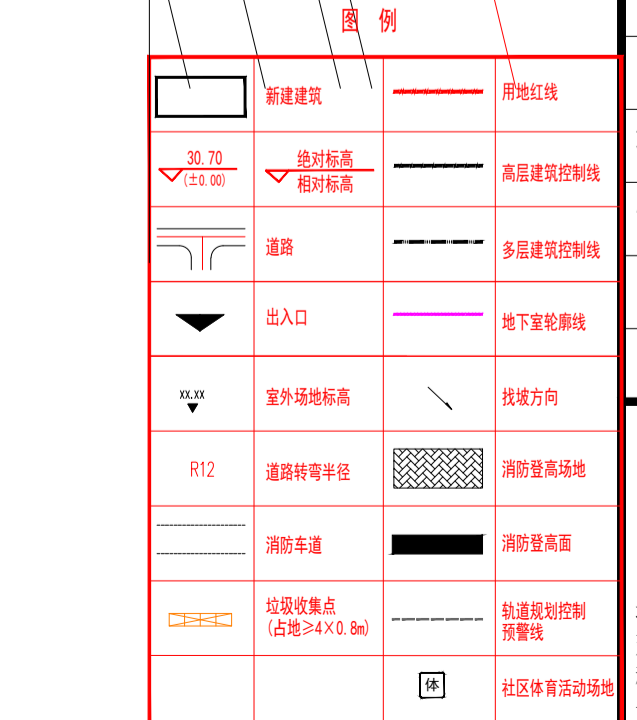 图 例
新建建筑
用地红线
30.70
(±0.00)
绝对标高
相对标高
高层建筑控制线
道路
多层建筑控制线
出入口
地下室轮廓线
XX.XX
室外场地标高
找坡方向
R12
道路转弯半径
消防登高场地
消防车道
消防登高面
垃圾收集点
(占地≥4×0.8m)
轨道规划控制
预警线
体
社区体育活动场地